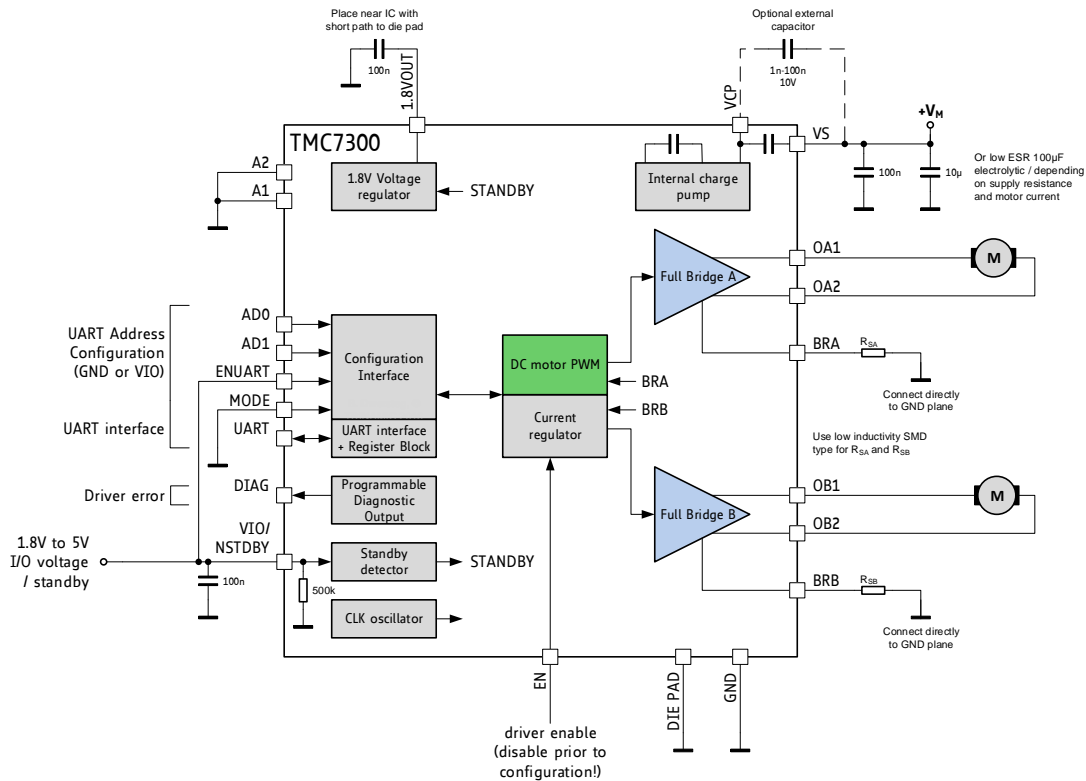 Place near IC with
short path to die pad
100n
1.8VOUT
Optional external
capacitor
1n-100n
10V
VCP
+VM
VS
TMC7300
A2
A1
1.8V Voltage
regulator
STANDBY
Internal charge
pump
100n
10µ
Or low ESR 100µF
electrolytic / depending
on supply resistance
and motor current
Full Bridge A
OA1
OA2
M
BRA
RSA
Connect directly
to GND plane
UART Address
Configuration
(GND or VIO)
UART interface
AD0
AD1
ENUART
MODE
UART
Configuration
Interface
UART interface
+ Register Block
DC motor PWM
Current
regulator
BRA
BRB
Use low inductivity SMD
type for RSA and RSB
Driver error
DIAG
Programmable
Diagnostic
Output
Full Bridge B
OB1
OB2
M
BRB
RSB
Connect directly
to GND plane
1.8V to 5V
I/O voltage
/ standby
VIO/
NSTDBY
100n
500k
Standby
detector
STANDBY
CLK oscillator
EN
DIE PAD
GND
driver enable
(disable prior to
configuration!)